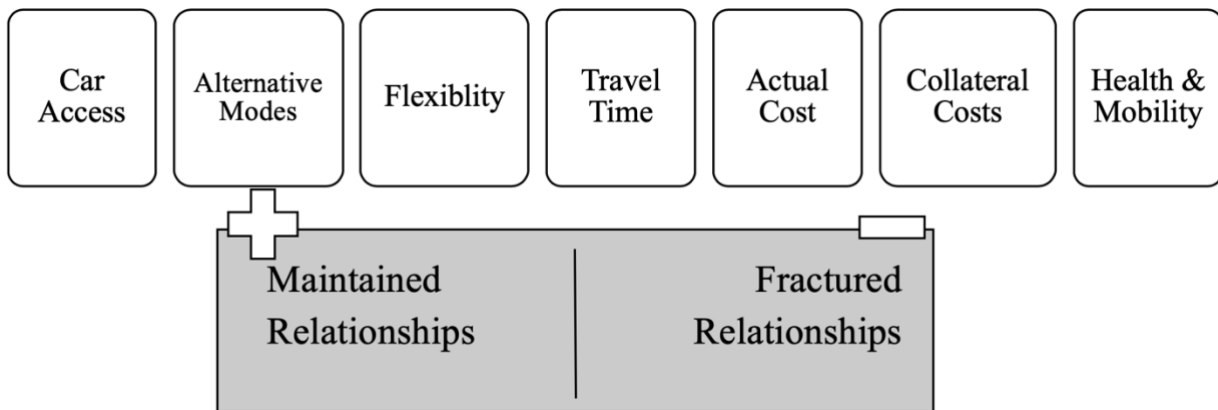 Car
Access
Alternative
Modes
Flexiblity
Travel
Time
Actual
Cost
Collateral
Costs
Health &
Mobility
Maintained
Relationships
Fractured
Relationships